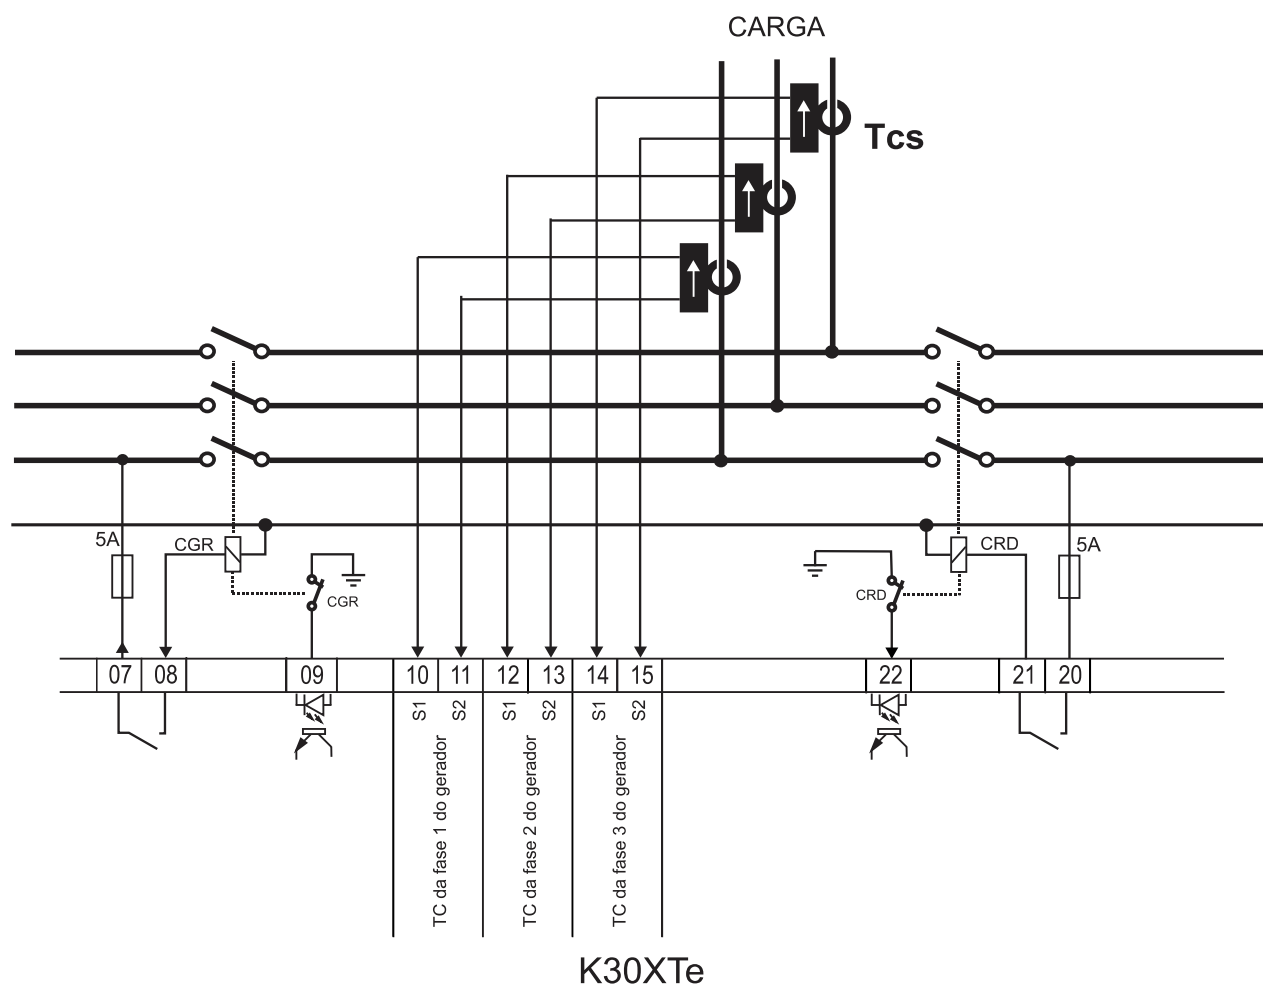 CARGA
Tcs
5A
CGR
CGR
CRD
CRD
5A
07
08
09
10
11
12
13
14
15
22
21
20
S1
S2
S1
S2
S1
S2
TC da fase 1 do gerador
TC da fase 2 do gerador
TC da fase 3 do gerador
K30XTe